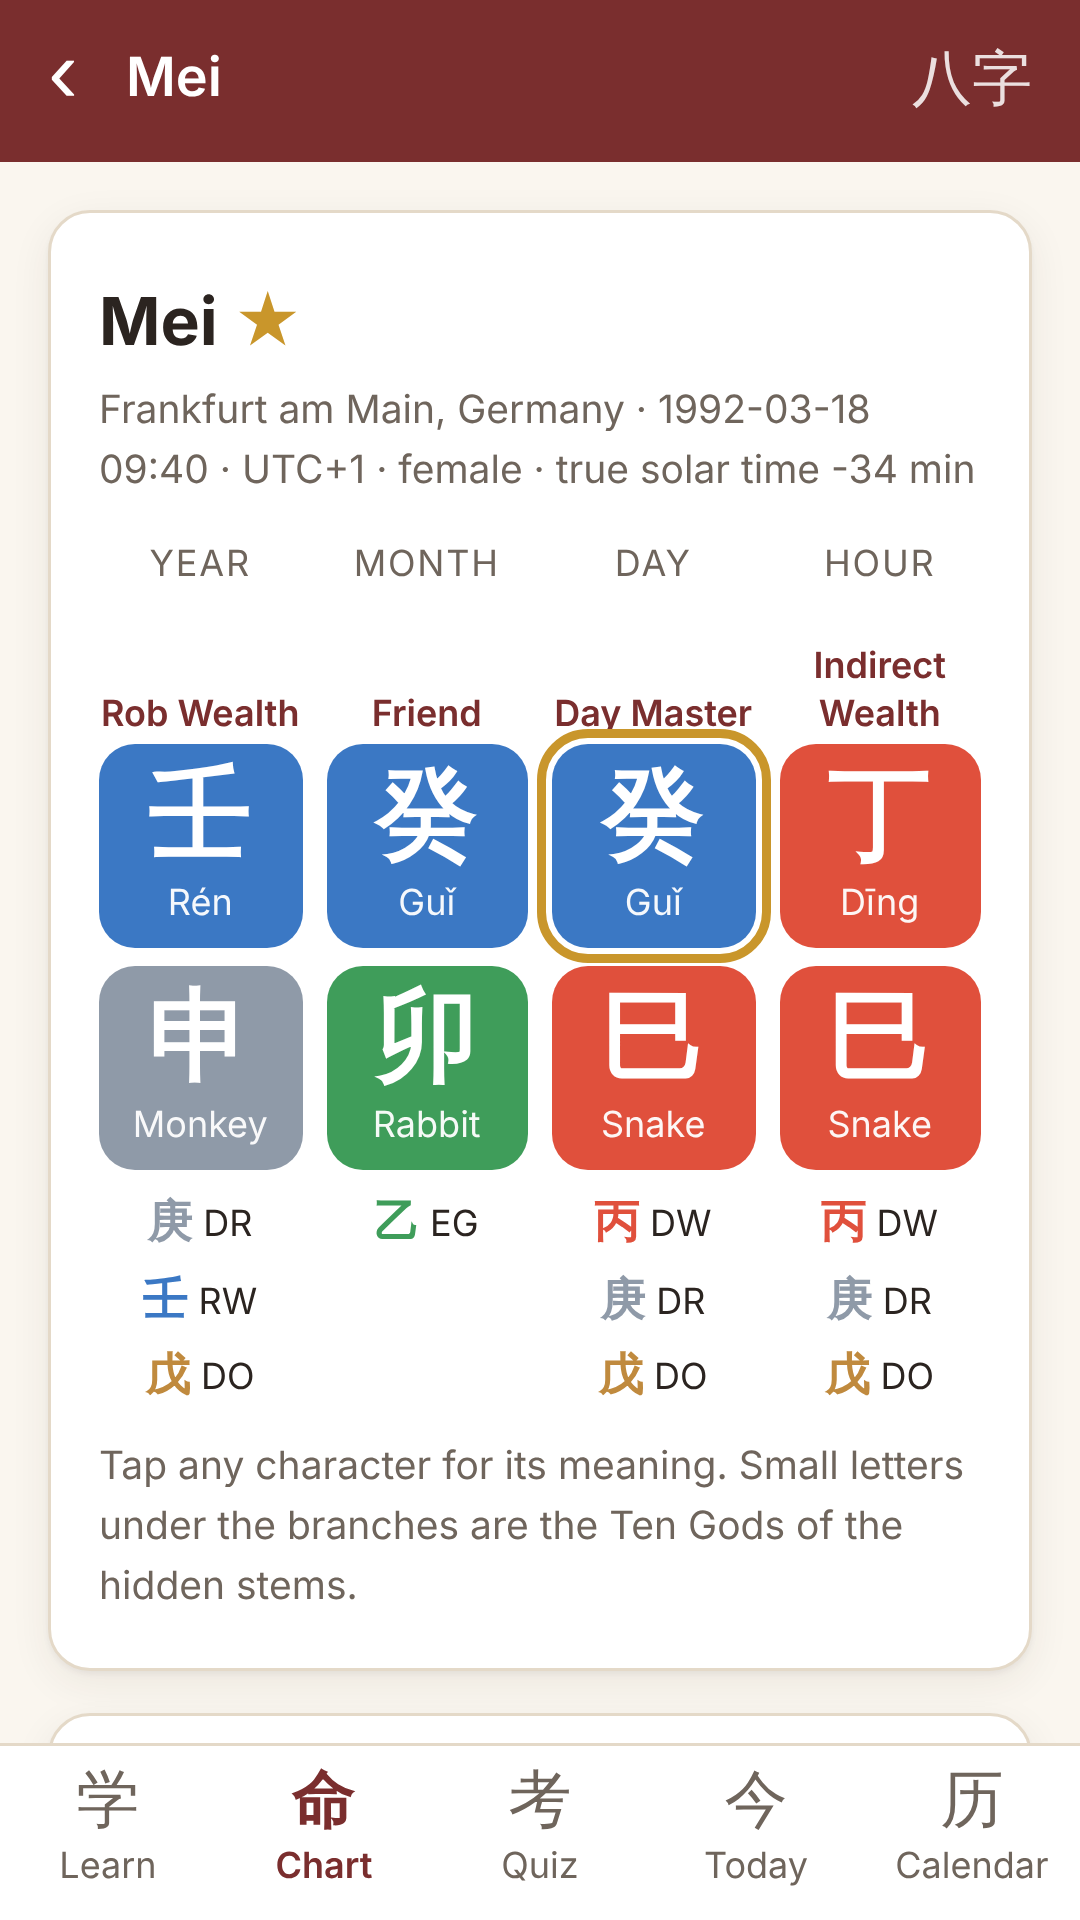 Mei
八字
Mei ★
Frankfurt am Main, Germany · 1992-03-18
09:40 · UTC+1 · female · true solar time -34 min
YEAR MONTH DAY HOUR
Rob Wealth Friend Day Master Indirect Wealth
壬 癸 癸 丁
Rén Guǐ Guǐ Dīng
申 卯 巳 巳
Monkey Rabbit Snake Snake
庚 DR 乙 EG 丙 DW 丙 DW
壬 RW 庚 DR 庚 DR
戊 DO 戊 DO 戊 DO
Tap any character for its meaning. Small letters
under the branches are the Ten Gods of the
hidden stems.
学 命 考 今 历
Learn Chart Quiz Today Calendar